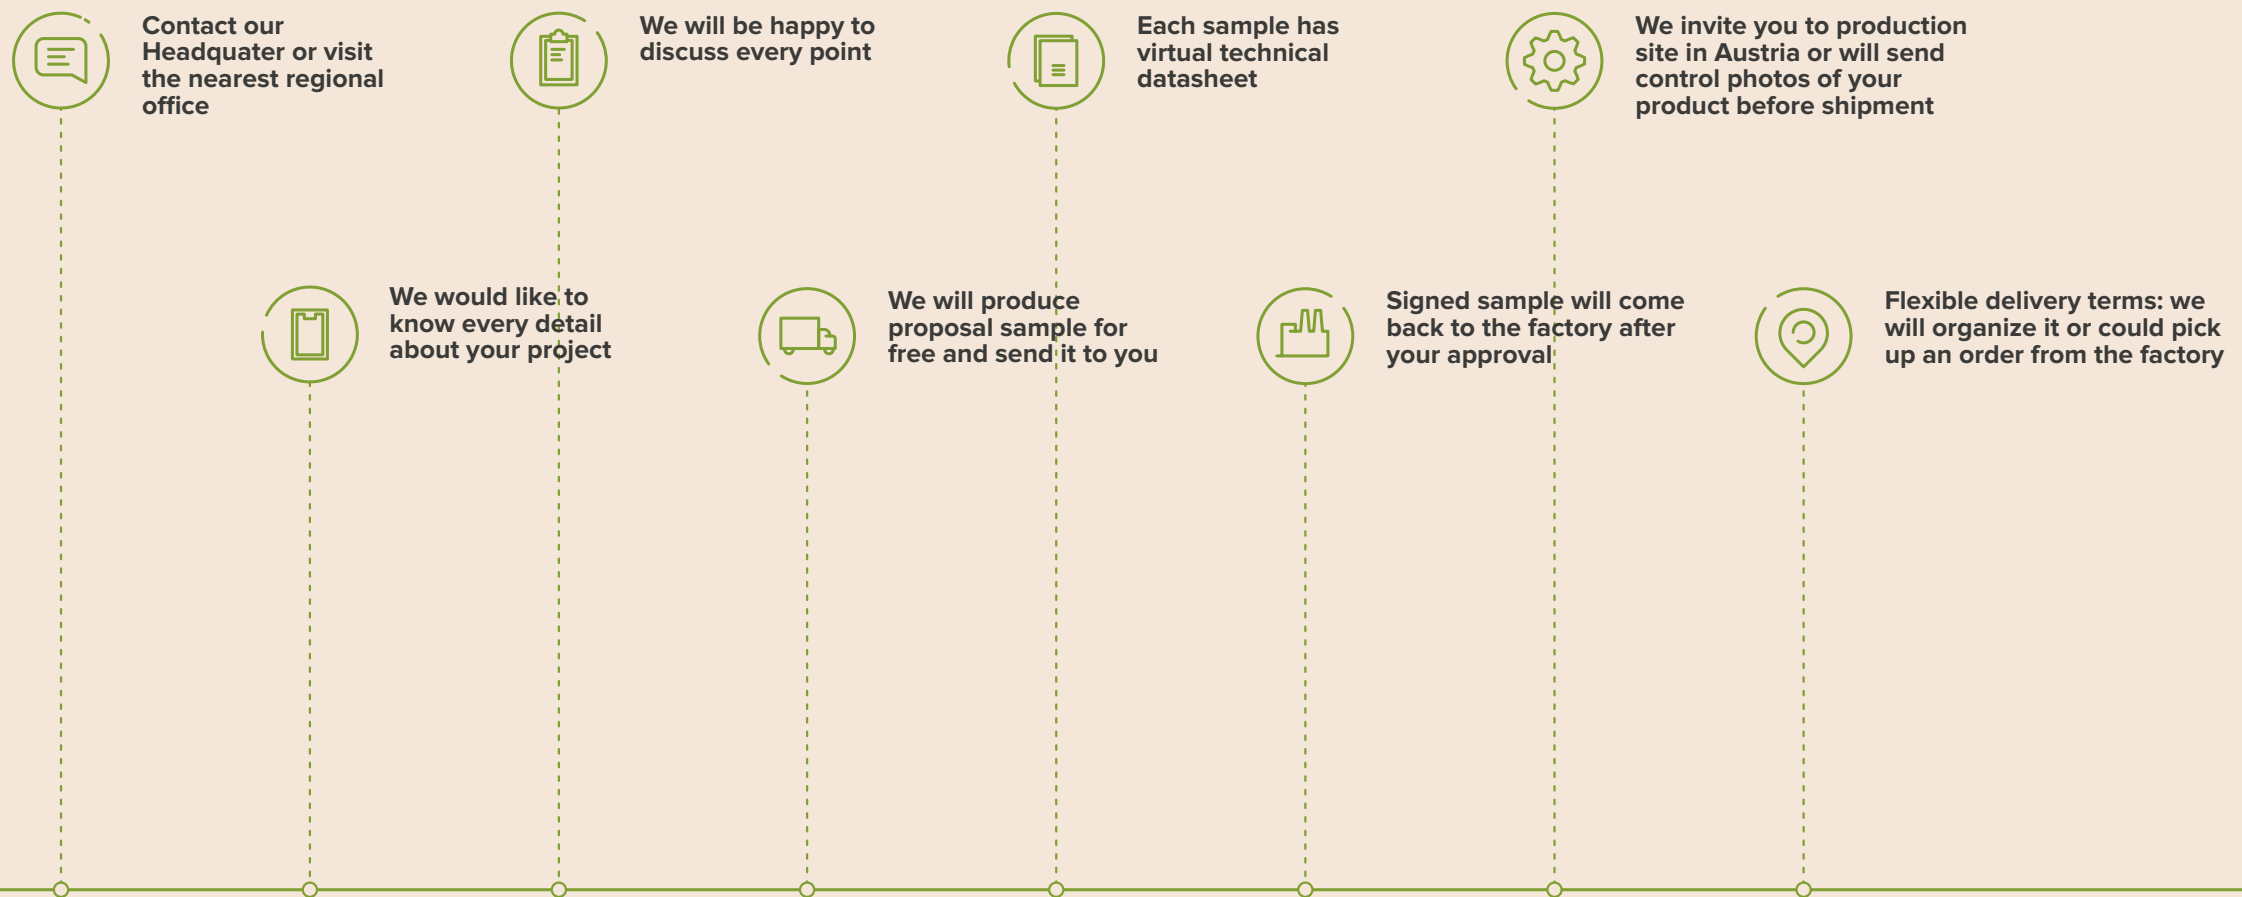 Contact our
Headquater or visit
the nearest regional
office
We would like to
know every detail
about your project
We will be happy to
discuss every point
We will produce
proposal sample for
free and send it to you
Each sample has
virtual technical
datasheet
Signed sample will come
back to the factory after
your approval
We invite you to production
site in Austria or will send
control photos of your
product before shipment
Flexible delivery terms: we
will organize it or could pick
up an order from the factory